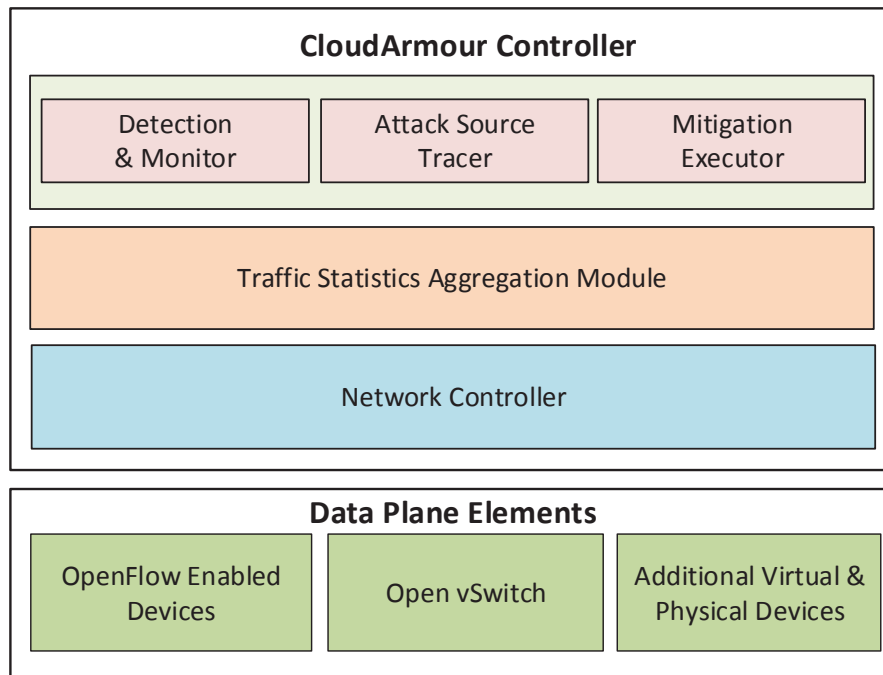 CloudArmour Controller
Detection
& Monitor
Attack Source
Tracer
Mitigation
Executor
Traffic Statistics Aggregation Module
Network Controller
Data Plane Elements
OpenFlow Enabled
Devices
Open vSwitch
Additional Virtual &
Physical Devices